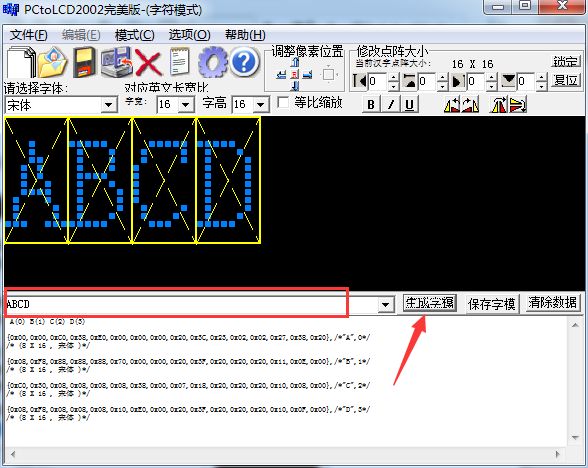 PCtoLCD2002完美版-(字符模式)
文件(F) 编辑(E) 模式(C) 选项(O) 帮助(H)
调整像素位置
修改点阵大小
当前汉字点阵大小: 16 X 16
锁定
0 0 0 0
复位
请选择字体: 对应英文长宽比
宋体 字宽: 16 字高 16 等比缩放
B I U
ABCD
生成字模 保存字模 清除数据
A(0) B(1) C(2) D(3)
{0x00,0x00,0xC0,0x38,0xE0,0x00,0x00,0x00,0x20,0x3C,0x23,0x02,0x02,0x27,0x38,0x20},/*"A",0*/
/* (8 X 16 , 宋体 )*/
{0x08,0xF8,0x88,0x88,0x88,0x70,0x00,0x00,0x20,0x3F,0x20,0x20,0x20,0x11,0x0E,0x00},/*"B",1*/
/* (8 X 16 , 宋体 )*/
{0xC0,0x30,0x08,0x08,0x08,0x08,0x38,0x00,0x07,0x18,0x20,0x20,0x20,0x10,0x08,0x00},/*"C",2*/
/* (8 X 16 , 宋体 )*/
{0x08,0xF8,0x08,0x08,0x08,0x10,0xE0,0x00,0x20,0x3F,0x20,0x20,0x20,0x10,0x0F,0x00},/*"D",3*/
/* (8 X 16 , 宋体 )*/